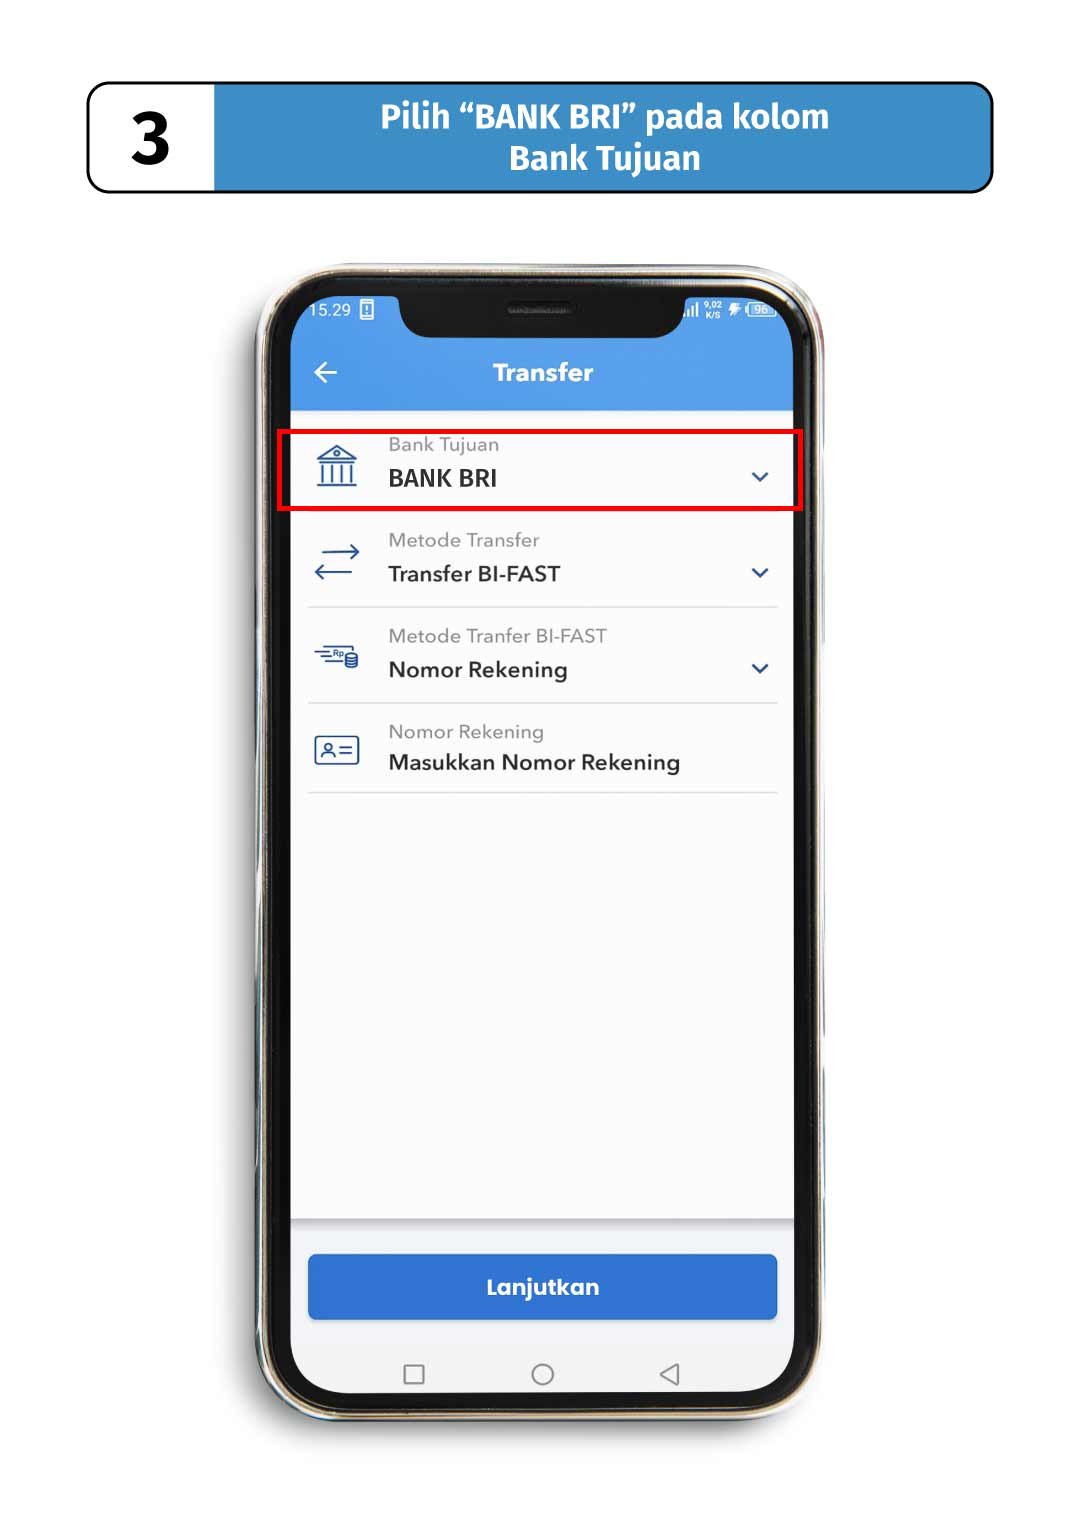 3
Pilih “BANK BRI” pada kolom
Bank Tujuan
15.29
9,02
K/S
96
Transfer
Bank Tujuan
BANK BRI
Metode Transfer
Transfer BI-FAST
Metode Tranfer BI-FAST
Rp
Nomor Rekening
Nomor Rekening
Masukkan Nomor Rekening
Lanjutkan